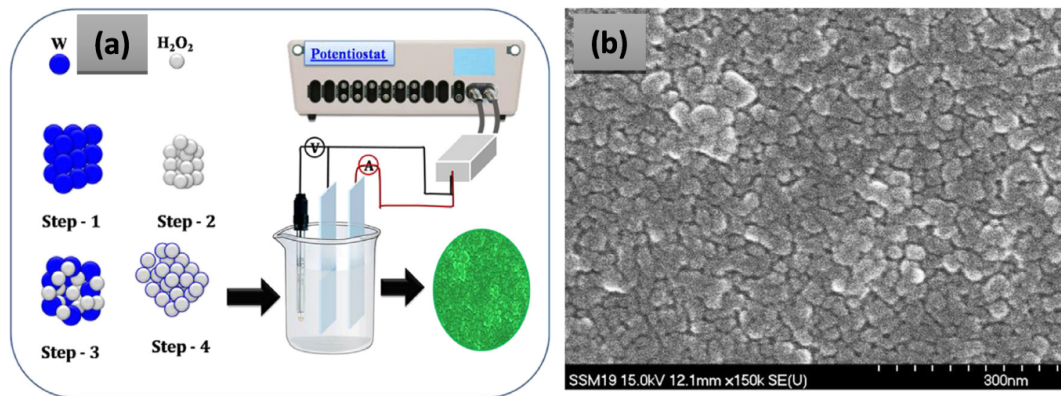 (a)
W
H₂O₂
Potentiostat
V
A
Step - 1
Step - 2
Step - 3
Step - 4
(b)
SSM19 15.0kV 12.1mm x150k SE(U)
300nm